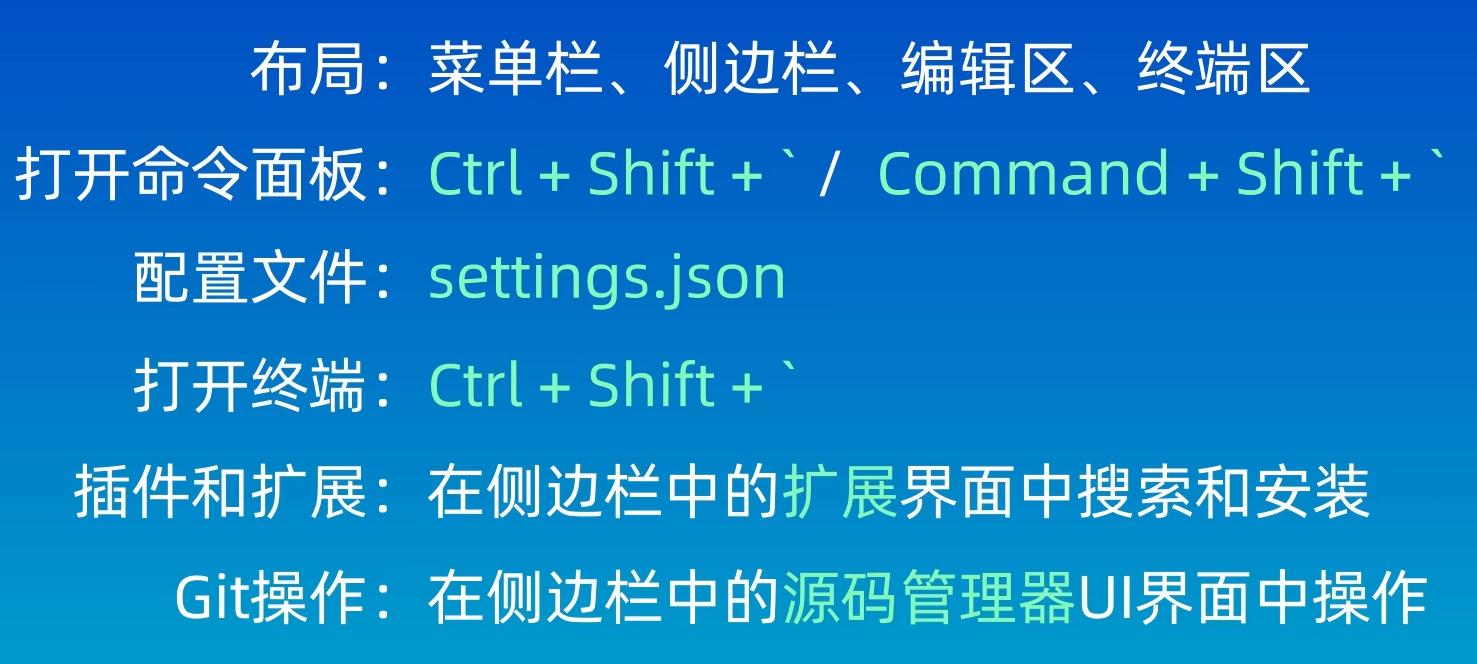 布局：菜单栏、侧边栏、编辑区、终端区
打开命令面板：Ctrl + Shift + ` / Command + Shift + `
配置文件：settings.json
打开终端：Ctrl + Shift + `
插件和扩展：在侧边栏中的扩展界面中搜索和安装
Git操作：在侧边栏中的源码管理器UI界面中操作